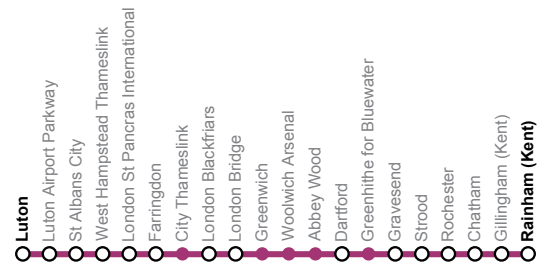 Luton
Luton Airport Parkway
St Albans City
West Hampstead Thameslink
London St Pancras International
Farringdon
City Thameslink
London Blackfriars
London Bridge
Greenwich
Woolwich Arsenal
Abbey Wood
Dartford
Greenhithe for Bluewater
Gravesend
Strood
Rochester
Chatham
Gillingham (Kent)
Rainham (Kent)